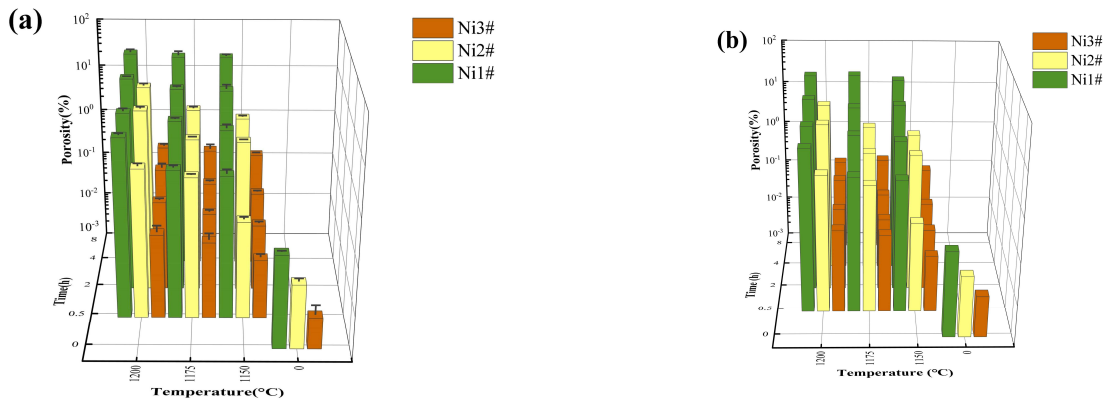 (a)
Ni3#
Ni2#
Ni1#
Porosity(%)
10²
10¹
10⁰
10⁻¹
10⁻²
10⁻³
8
4
2
0.5
0
Time(h)
1200
1175
1150
0
Temperature(°C)
(b)
Ni3#
Ni2#
Ni1#
Porosity(%)
10²
10¹
10⁰
10⁻¹
10⁻²
10⁻³
8
4
2
0.5
0
Time(h)
1200
1175
1150
0
Temperature (°C)